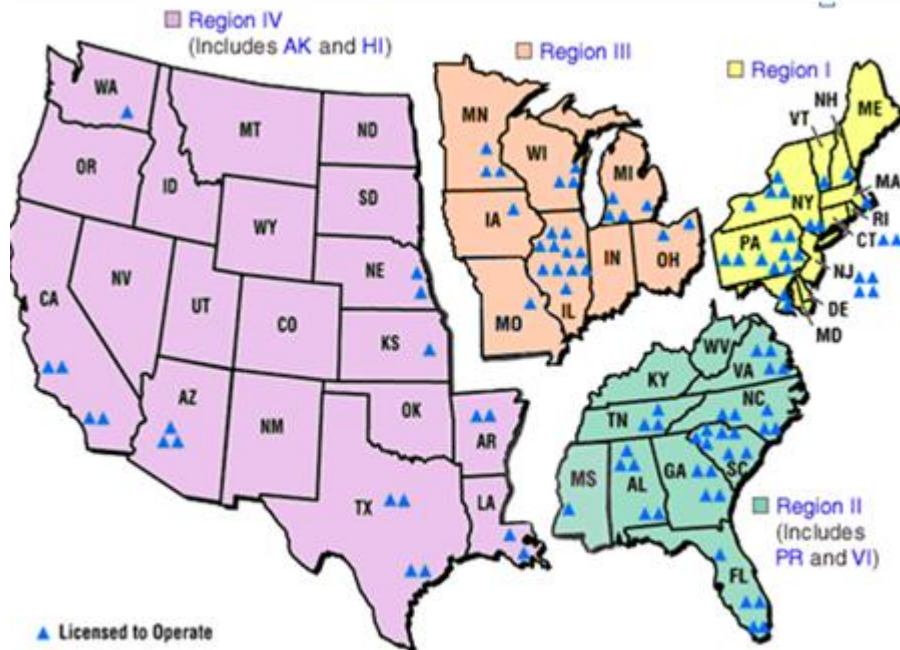 Region IV
(Includes AK and HI)
Region III
Region I
WA
MT
ND
MN
VT
NH
ME
OR
ID
SD
WI
MI
NY
MA
WY
IA
RI
CT
NE
PA
NJ
CA
NV
UT
CO
IL
IN
OH
DE
MD
KS
MO
WV
KY
VA
AZ
NM
OK
AR
TN
NC
MS
AL
GA
SC
TX
LA
Region II
(Includes
PR and VI)
FL
Licensed to Operate